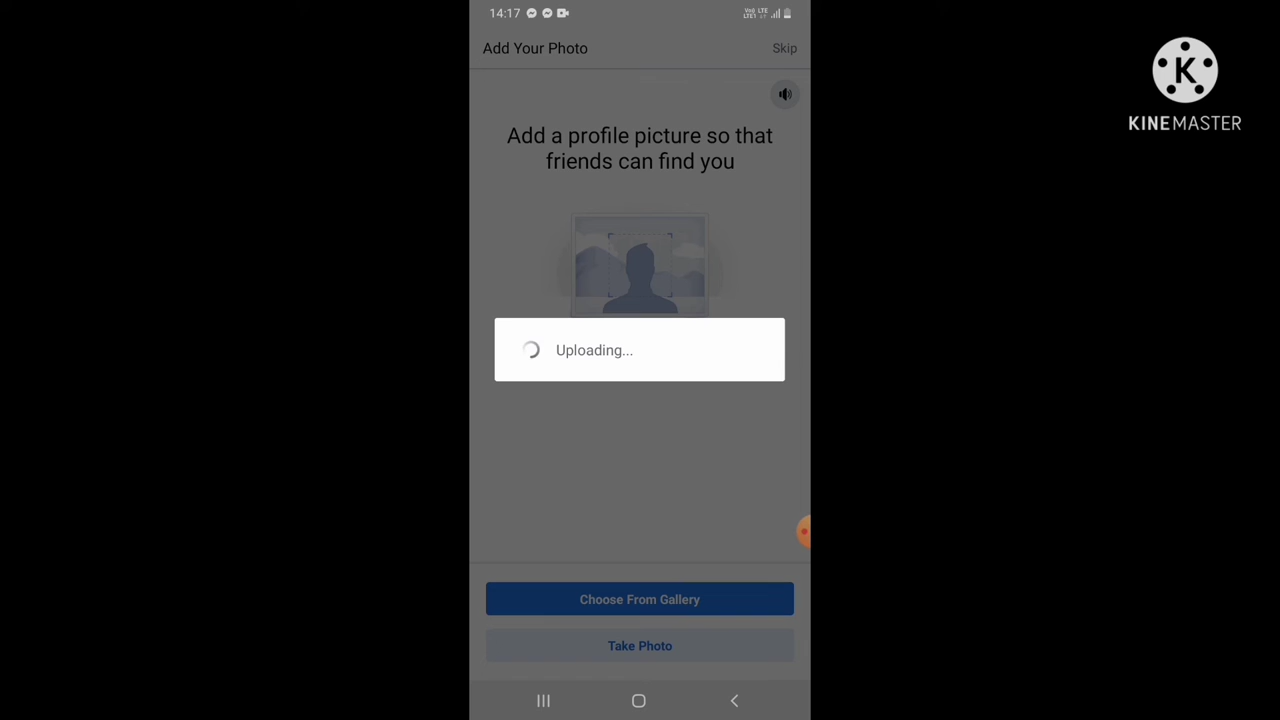 14:17
Add Your Photo
Skip
K
KINEMASTER
Add a profile picture so that
friends can find you
Uploading...
Choose From Gallery
Take Photo